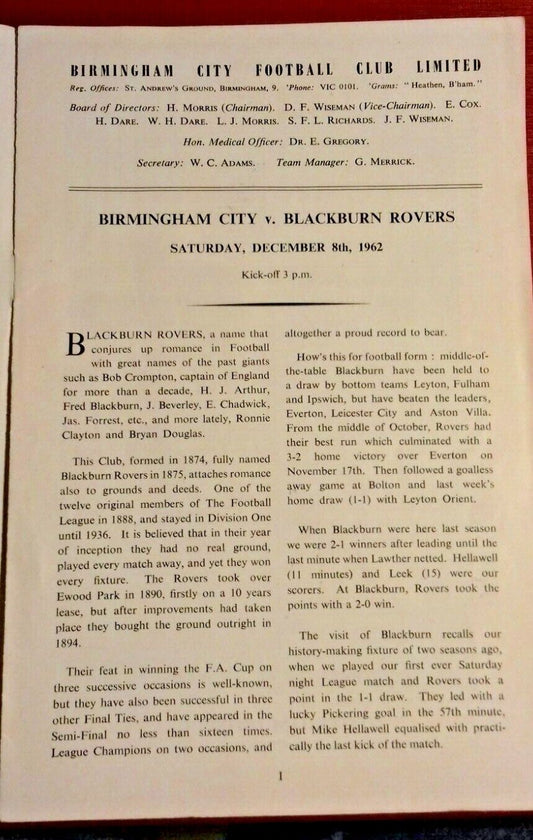 BIRMINGHAM CITY FOOTBALL CLUB LIMITED
Reg. Offices: ST. ANDREW'S GROUND, BIRMINGHAM, 9. 'Phone: VIC 0101. 'Grams: "Heathen, B'ham."
Board of Directors: H. MORRIS (Chairman). D. F. WISEMAN (Vice-Chairman). E. COX.
H. DARE. W. H. DARE. L. J. MORRIS. S. F. L. RICHARDS. J. F. WISEMAN.
Hon. Medical Officer: DR. E. GREGORY.
Secretary: W. C. ADAMS. Team Manager: G. MERRICK.
BIRMINGHAM CITY v. BLACKBURN ROVERS
SATURDAY, DECEMBER 8th, 1962
Kick-off 3 p.m.
BLACKBURN ROVERS, a name that
conjures up romance in Football
with great names of the past giants
such as Bob Crompton, captain of England
for more than a decade, H. J. Arthur,
Fred Blackburn, J. Beverley, E. Chadwick,
Jas. Forrest, etc., and more lately, Ronnie
Clayton and Bryan Douglas.
This Club, formed in 1874, fully named
Blackburn Rovers in 1875, attaches romance
also to grounds and deeds. One of the
twelve original members of The Football
League in 1888, and stayed in Division One
until 1936. It is believed that in their year
of inception they had no real ground,
played every match away, and yet they won
every fixture. The Rovers took over
Ewood Park in 1890, firstly on a 10 years
lease, but after improvements had taken
place they bought the ground outright in
1894.
Their feat in winning the F.A. Cup on
three successive occasions is well-known,
but they have also been successful in three
other Final Ties, and have appeared in the
Semi-Final no less than sixteen times.
League Champions on two occasions, and
altogether a proud record to bear.
How's this for football form : middle-of-
the-table Blackburn have been held to
a draw by bottom teams Leyton, Fulham
and Ipswich, but have beaten the leaders,
Everton, Leicester City and Aston Villa.
From the middle of October, Rovers had
their best run which culminated with a
3-2 home victory over Everton on
November 17th. Then followed a goalless
away game at Bolton and last week's
home draw (1-1) with Leyton Orient.
When Blackburn were here last season
we were 2-1 winners after leading until the
last minute when Lawther netted. Hellawell
(11 minutes) and Leek (15) were our
scorers. At Blackburn, Rovers took the
points with a 2-0 win.
The visit of Blackburn recalls our
history-making fixture of two seasons ago,
when we played our first ever Saturday
night League match and Rovers took a
point in the 1-1 draw. They led with a
lucky Pickering goal in the 57th minute,
but Mike Hellawell equalised with practi-
cally the last kick of the match.
1